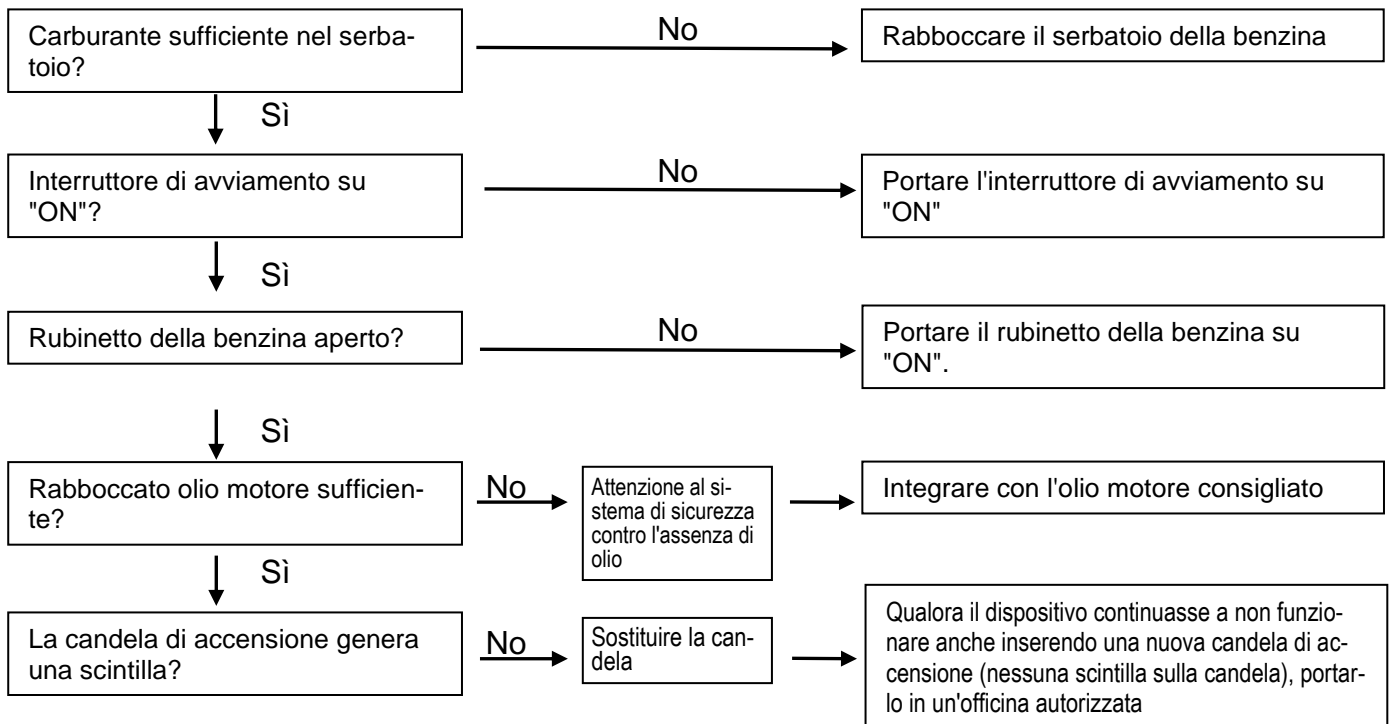 Carburante sufficiente nel serba-
toio?
No
Rabboccare il serbatoio della benzina
Sì
Interruttore di avviamento su
"ON"?
No
Portare l'interruttore di avviamento su
"ON"
Sì
Rubinetto della benzina aperto?
No
Portare il rubinetto della benzina su
"ON".
Sì
Rabboccato olio motore sufficien-
te?
No
Attenzione al si-
stema di sicurezza
contro l'assenza di
olio
Integrare con l'olio motore consigliato
Sì
La candela di accensione genera
una scintilla?
No
Sostituire la can-
dela
Qualora il dispositivo continuasse a non funzio-
nare anche inserendo una nuova candela di ac-
censione (nessuna scintilla sulla candela), portar-
lo in un'officina autorizzata